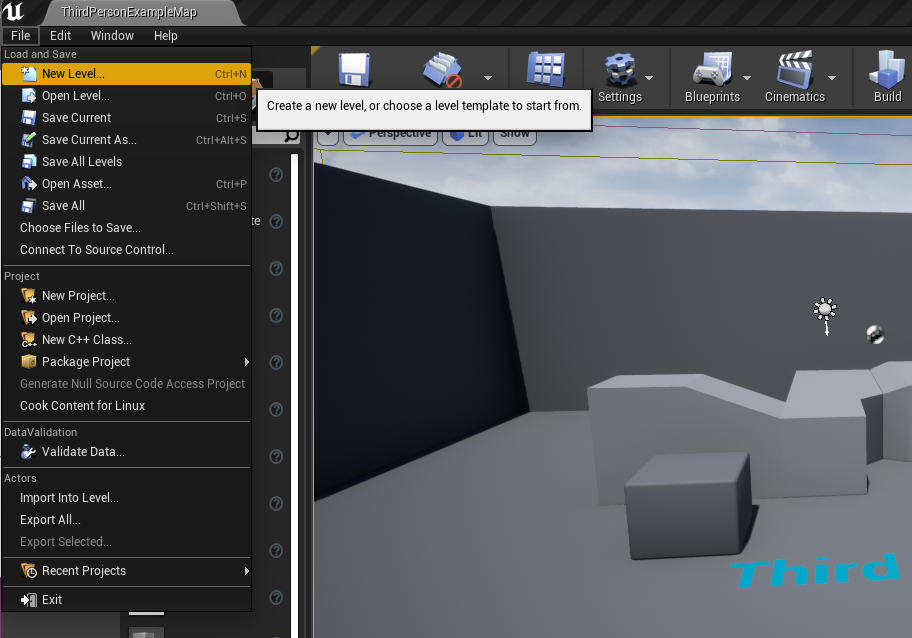 ThirdPersonExampleMap
File Edit Window Help
Load and Save
New Level... Ctrl+N
Open Level... Ctrl+O
Save Current Ctrl+S
Save Current As... Ctrl+Alt+S
Save All Levels
Open Asset... Ctrl+P
Save All Ctrl+Shift+S
Choose Files to Save...
Connect To Source Control...
Project
New Project...
Open Project...
New C++ Class...
Package Project
Generate Null Source Code Access Project
Cook Content for Linux
DataValidation
Validate Data...
Actors
Import Into Level...
Export All...
Export Selected...
Recent Projects
Exit
Create a new level, or choose a level template to start from.
Settings Blueprints Cinematics Build
Perspective Lit Show
te
Third